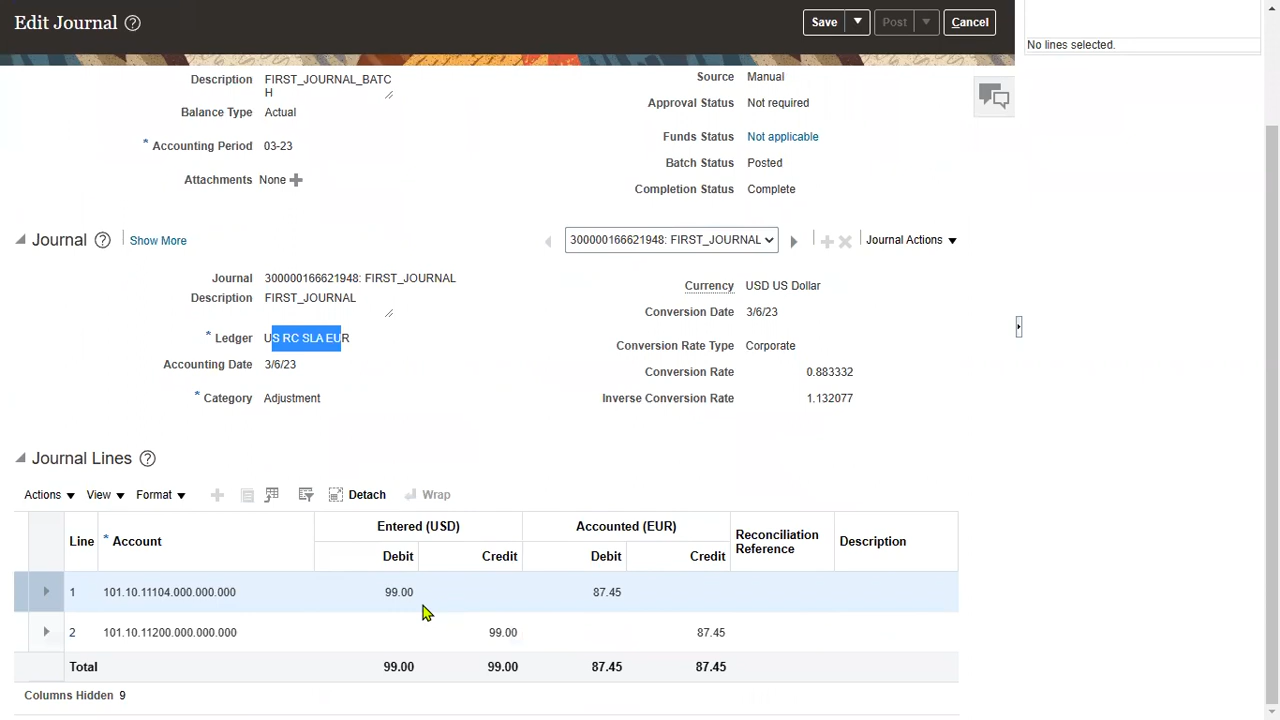 Edit Journal
Save
Post
Cancel
No lines selected.
Description FIRST_JOURNAL_BATC
H
Balance Type Actual
* Accounting Period 03-23
Attachments None
Source Manual
Approval Status Not required
Funds Status Not applicable
Batch Status Posted
Completion Status Complete
Journal Show More
300000166621948: FIRST_JOURNAL
Journal Actions
Journal 300000166621948: FIRST_JOURNAL
Description FIRST_JOURNAL
* Ledger US RC SLA EUR
Accounting Date 3/6/23
* Category Adjustment
Currency USD US Dollar
Conversion Date 3/6/23
Conversion Rate Type Corporate
Conversion Rate 0.883332
Inverse Conversion Rate 1.132077
Journal Lines
Actions View Format Detach Wrap
Line * Account Entered (USD) Accounted (EUR) Reconciliation Reference Description
Debit Credit Debit Credit
1 101.10.11104.000.000.000 99.00 87.45
2 101.10.11200.000.000.000 99.00 87.45
Total 99.00 99.00 87.45 87.45
Columns Hidden 9